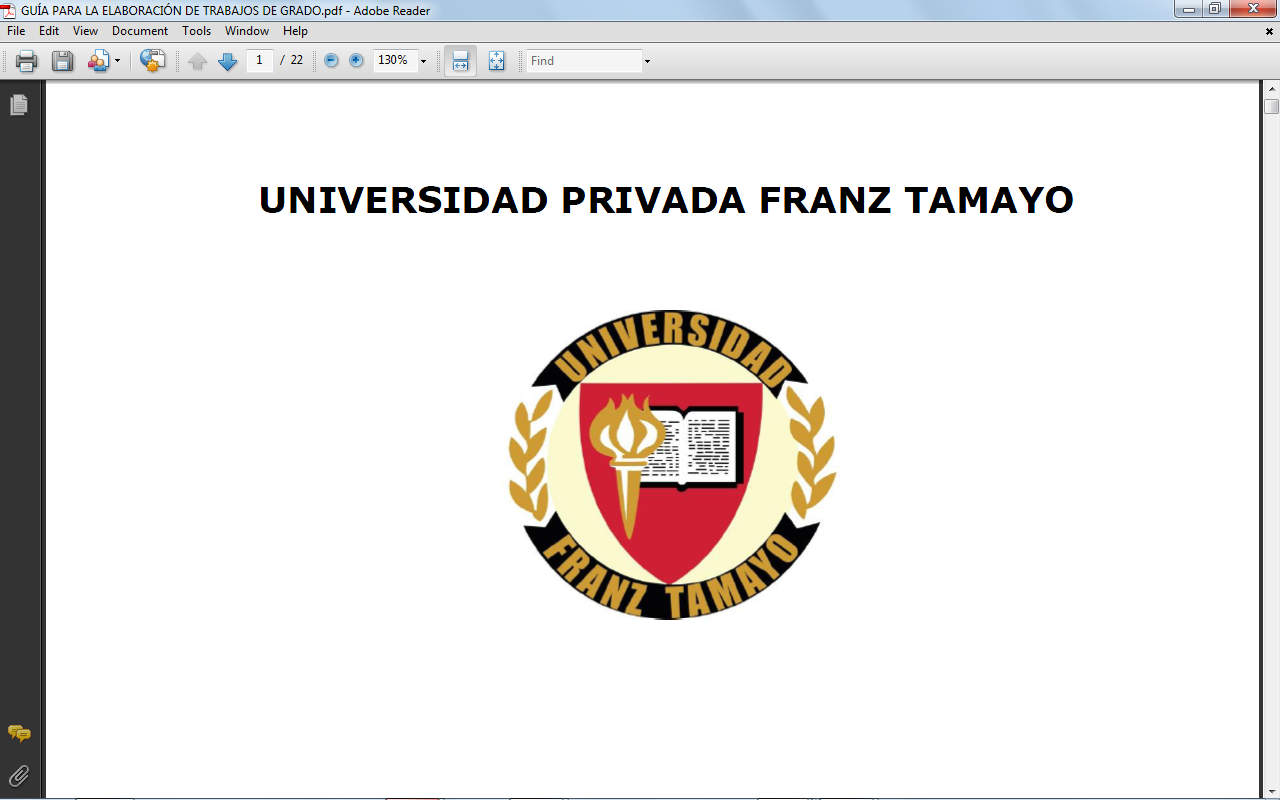 GUÍA PARA LA ELABORACIÓN DE TRABAJOS DE GRADO.pdf - Adobe Reader
File Edit View Document Tools Window Help
1 / 22 130% Find
UNIVERSIDAD PRIVADA FRANZ TAMAYO
UNIVERSIDAD
FRANZ TAMAYO